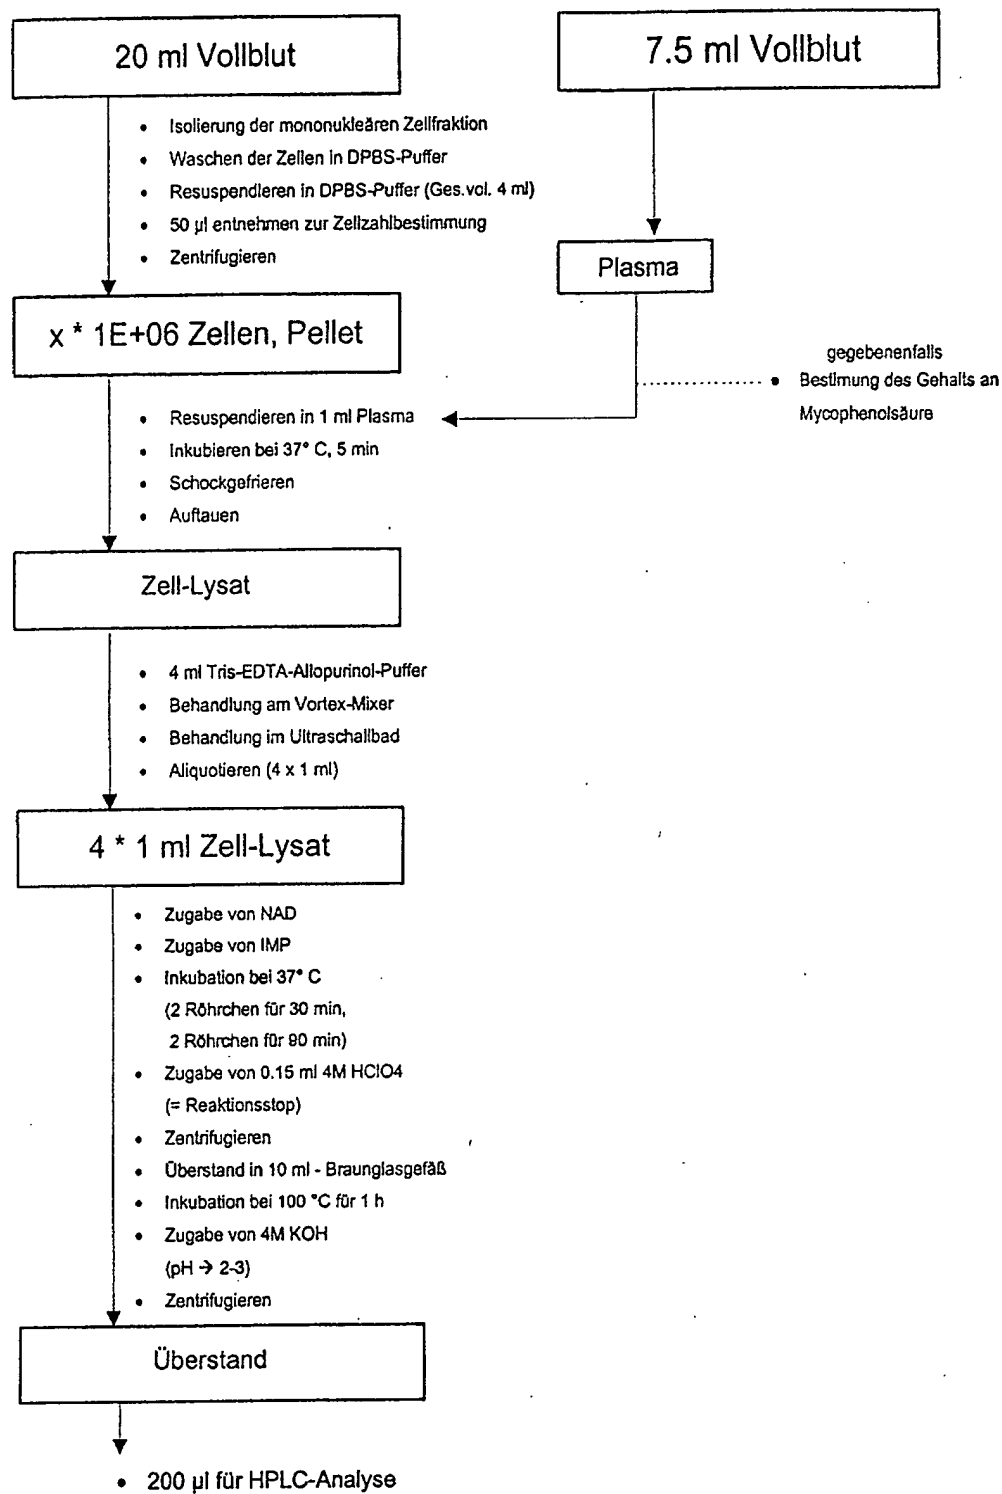 20 ml Vollblut
7.5 ml Vollblut
• Isolierung der mononukleären Zellfraktion
• Waschen der Zellen in DPBS-Puffer
• Resuspendieren in DPBS-Puffer (Ges.vol. 4 ml)
• 50 µl entnehmen zur Zellzahlbestimmung
• Zentrifugieren
Plasma
x * 1E+06 Zellen, Pellet
gegebenenfalls
• Bestimung des Gehalts an
Mycophenolsäure
• Resuspendieren in 1 ml Plasma
• Inkubieren bei 37° C, 5 min
• Schockgefrieren
• Auftauen
Zell-Lysat
• 4 ml Tris-EDTA-Allopurinol-Puffer
• Behandlung am Vortex-Mixer
• Behandlung im Ultraschallbad
• Aliquotieren (4 x 1 ml)
4 * 1 ml Zell-Lysat
• Zugabe von NAD
• Zugabe von IMP
• Inkubation bei 37° C
(2 Röhrchen für 30 min,
2 Röhrchen für 90 min)
• Zugabe von 0.15 ml 4M HClO4
(= Reaktionsstop)
• Zentrifugieren
• Überstand in 10 ml - Braunglasgefäß
• Inkubation bei 100 °C für 1 h
• Zugabe von 4M KOH
(pH → 2-3)
• Zentrifugieren
Überstand
• 200 µl für HPLC-Analyse